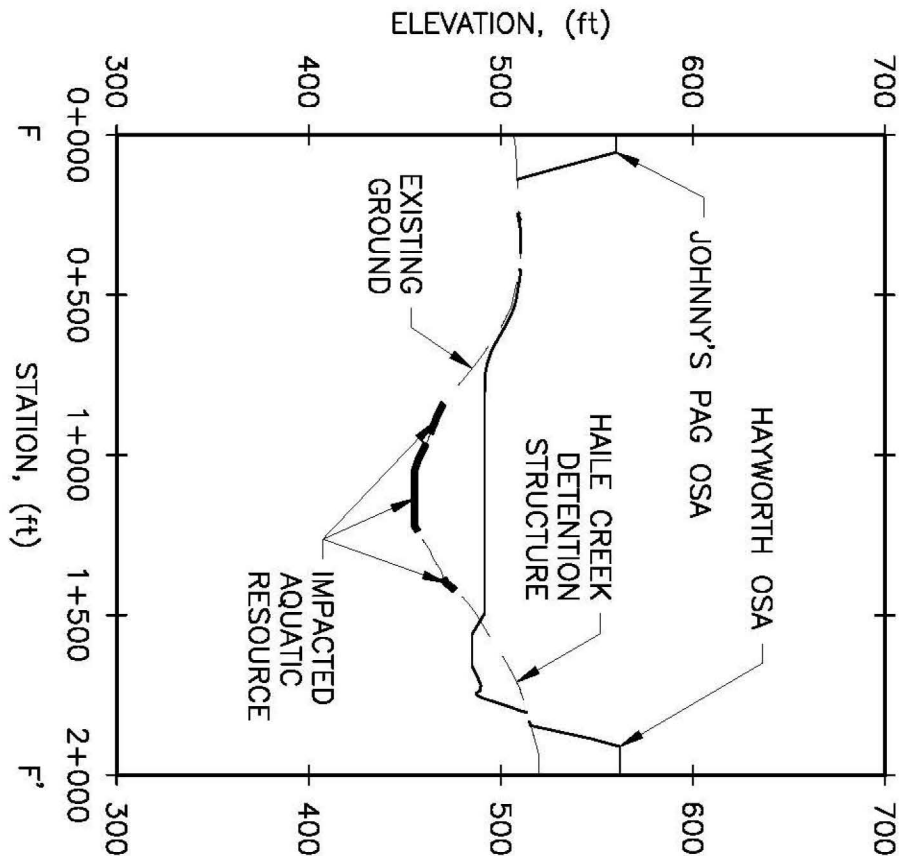 ELEVATION, (ft)
700
600
500
400
300
700
600
500
400
300
JOHNNY'S PAG OSA
HAYWORTH OSA
HAILE CREEK
DETENTION
STRUCTURE
EXISTING
GROUND
IMPACTED
AQUATIC
RESOURCE
0+000
0+500
1+000
1+500
2+000
F
STATION, (ft)
F'